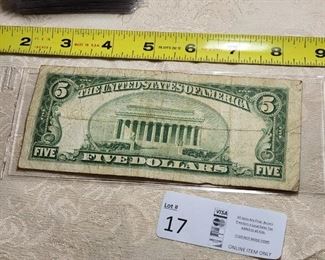 2 3 4 5 6 7 8 9
THE UNITED STATES OF AMERICA
5 5
FIVE FIVE
FIVE DOLLARS
Lot #
17
VISA
ONLINE ITEM ONLY